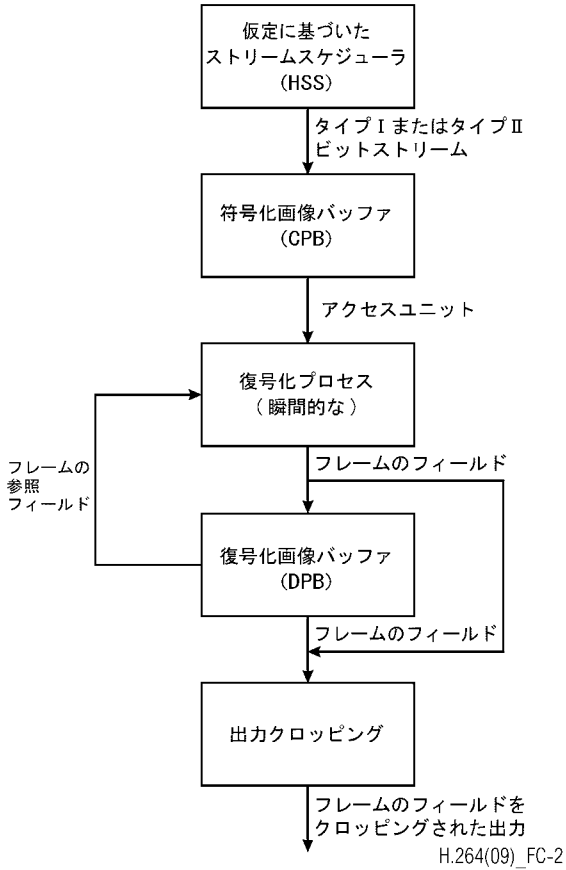 仮定に基づいた
ストリームスケジューラ
(HSS)
タイプⅠまたはタイプⅡ
ビットストリーム
符号化画像バッファ
(CPB)
アクセスユニット
復号化プロセス
(瞬間的な)
フレームのフィールド
フレームの
参照
フィールド
復号化画像バッファ
(DPB)
フレームのフィールド
出力クロッピング
フレームのフィールドを
クロッピングされた出力
H.264(09)_FC-2